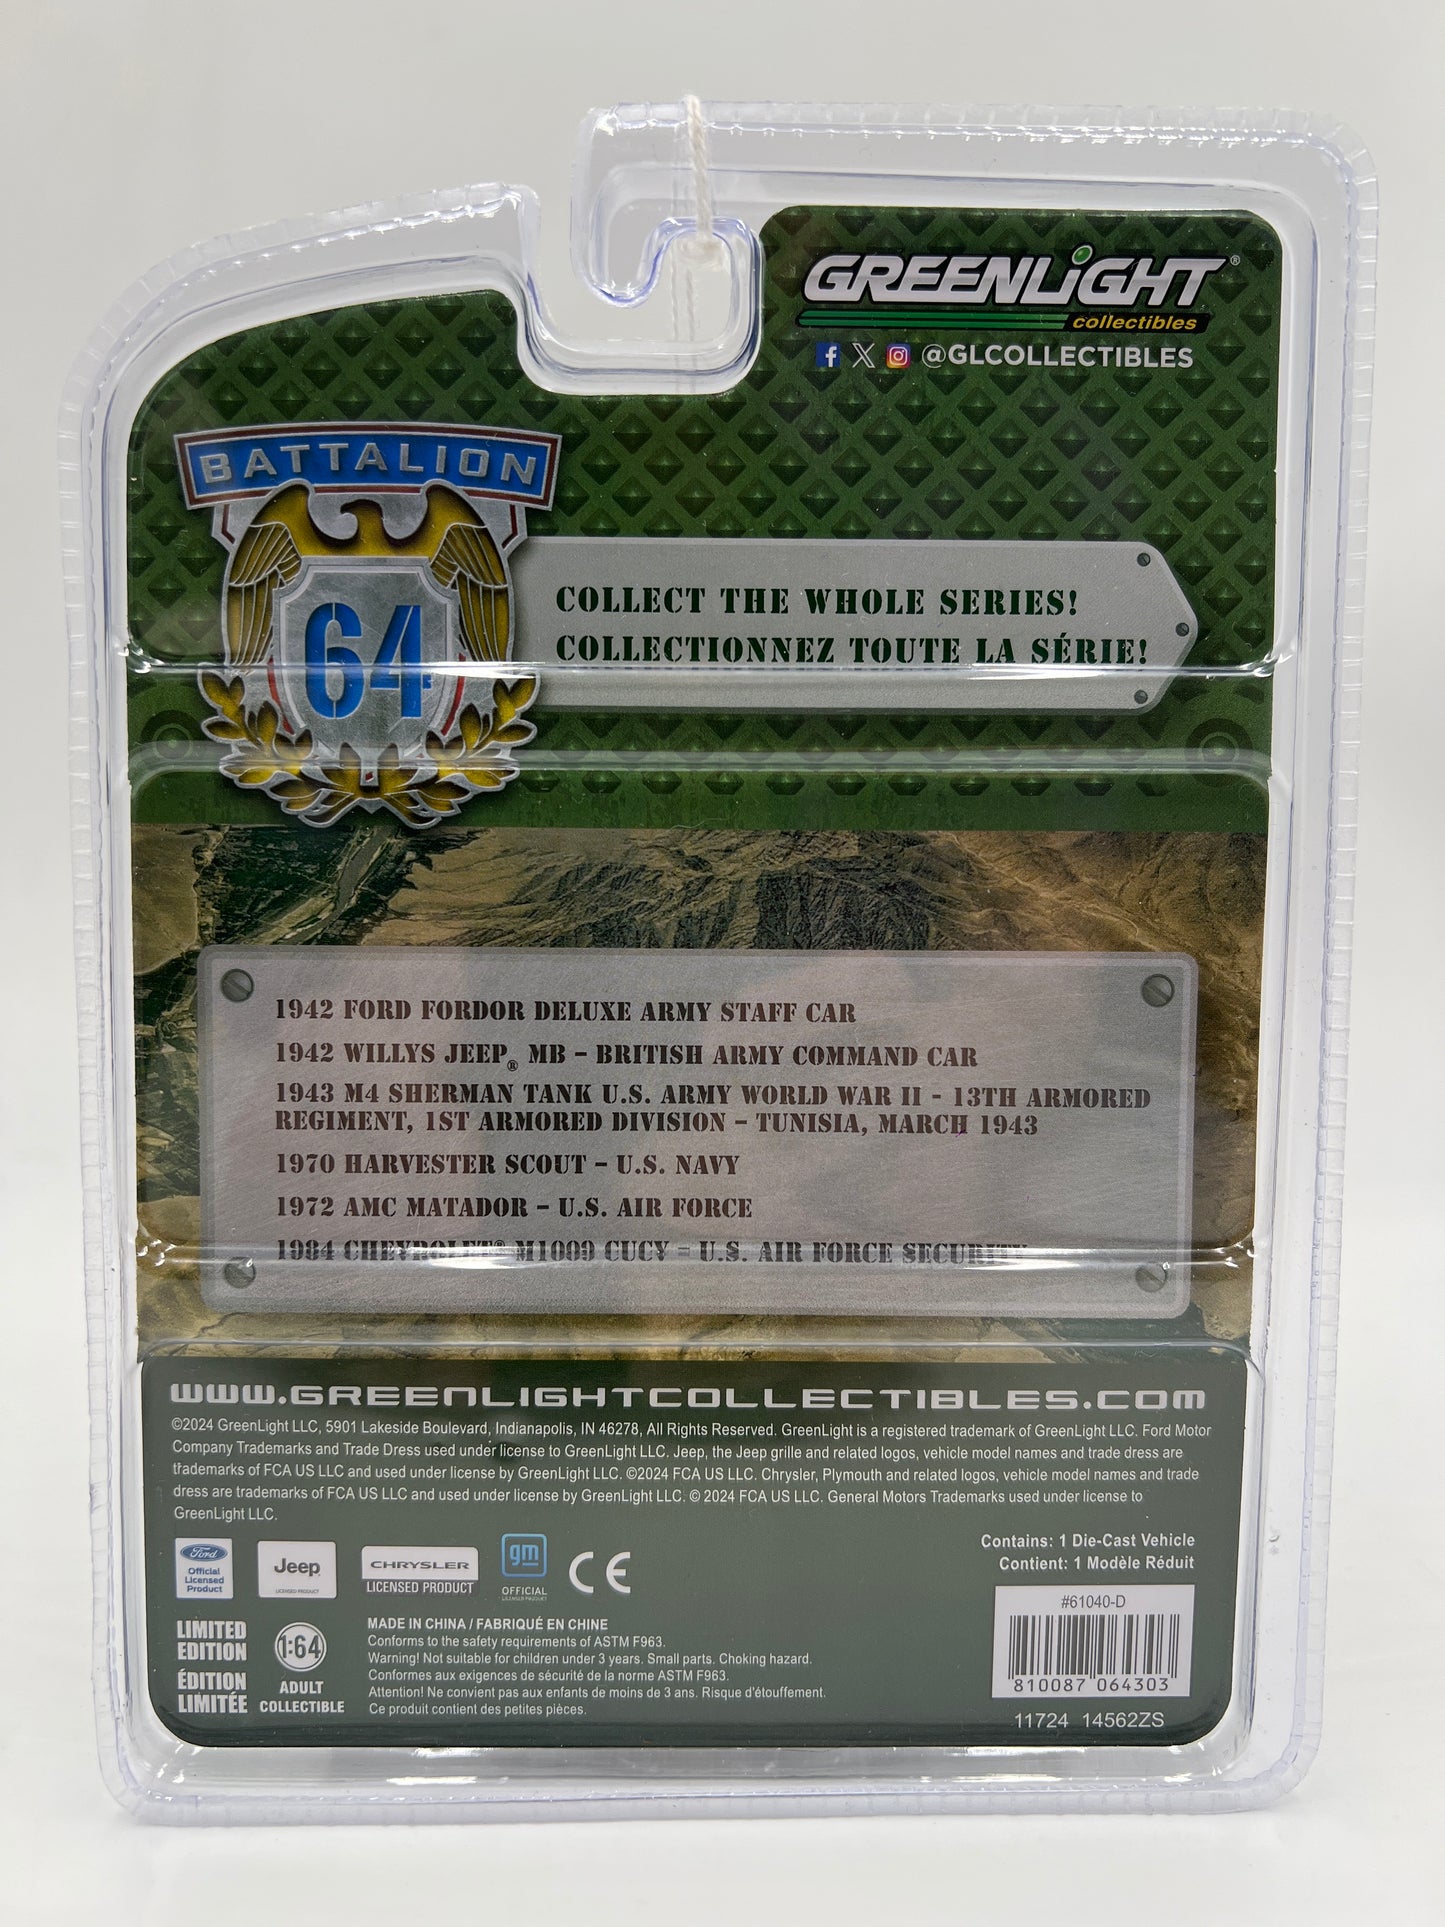 GREENLIGHT®
collectibles
@GLCOLLECTIBLES
BATTALION
64
COLLECT THE WHOLE SERIES!
COLLECTIONNEZ TOUTE LA SÉRIE!
1942 FORD FORDOR DELUXE ARMY STAFF CAR
1942 WILLYS JEEP® MB – BRITISH ARMY COMMAND CAR
1943 M4 SHERMAN TANK U.S. ARMY WORLD WAR II - 13TH ARMORED
REGIMENT, 1ST ARMORED DIVISION – TUNISIA, MARCH 1943
1970 HARVESTER SCOUT – U.S. NAVY
1972 AMC MATADOR – U.S. AIR FORCE
1984 CHEVROLET® M1009 CUCV – U.S. AIR FORCE SECURITY
WWW.GREENLIGHTCOLLECTIBLES.COM
©2024 GreenLight LLC, 5901 Lakeside Boulevard, Indianapolis, IN 46278, All Rights Reserved. GreenLight is a registered trademark of GreenLight LLC. Ford Motor
Company Trademarks and Trade Dress used under license to GreenLight LLC. Jeep, the Jeep grille and related logos, vehicle model names and trade dress are
trademarks of FCA US LLC and used under license by GreenLight LLC. ©2024 FCA US LLC. Chrysler, Plymouth and related logos, vehicle model names and trade
dress are trademarks of FCA US LLC and used under license by GreenLight LLC. © 2024 FCA US LLC. General Motors Trademarks used under license to
GreenLight LLC.
Ford
Official
Licensed
Product
Jeep
LICENSED PRODUCT
CHRYSLER
LICENSED PRODUCT
gm
OFFICIAL
LICENSED PRODUCT
CE
Contains: 1 Die-Cast Vehicle
Contient: 1 Modèle Réduit
LIMITED
EDITION
ÉDITION
LIMITÉE
1:64
ADULT
COLLECTIBLE
MADE IN CHINA / FABRIQUÉ EN CHINE
Conforms to the safety requirements of ASTM F963.
Warning! Not suitable for children under 3 years. Small parts. Choking hazard.
Conformes aux exigences de sécurité de la norme ASTM F963.
Attention! Ne convient pas aux enfants de moins de 3 ans. Risque d'étouffement.
Ce produit contient des petites pièces.
#61040-D
810087 064303
11724 14562ZS